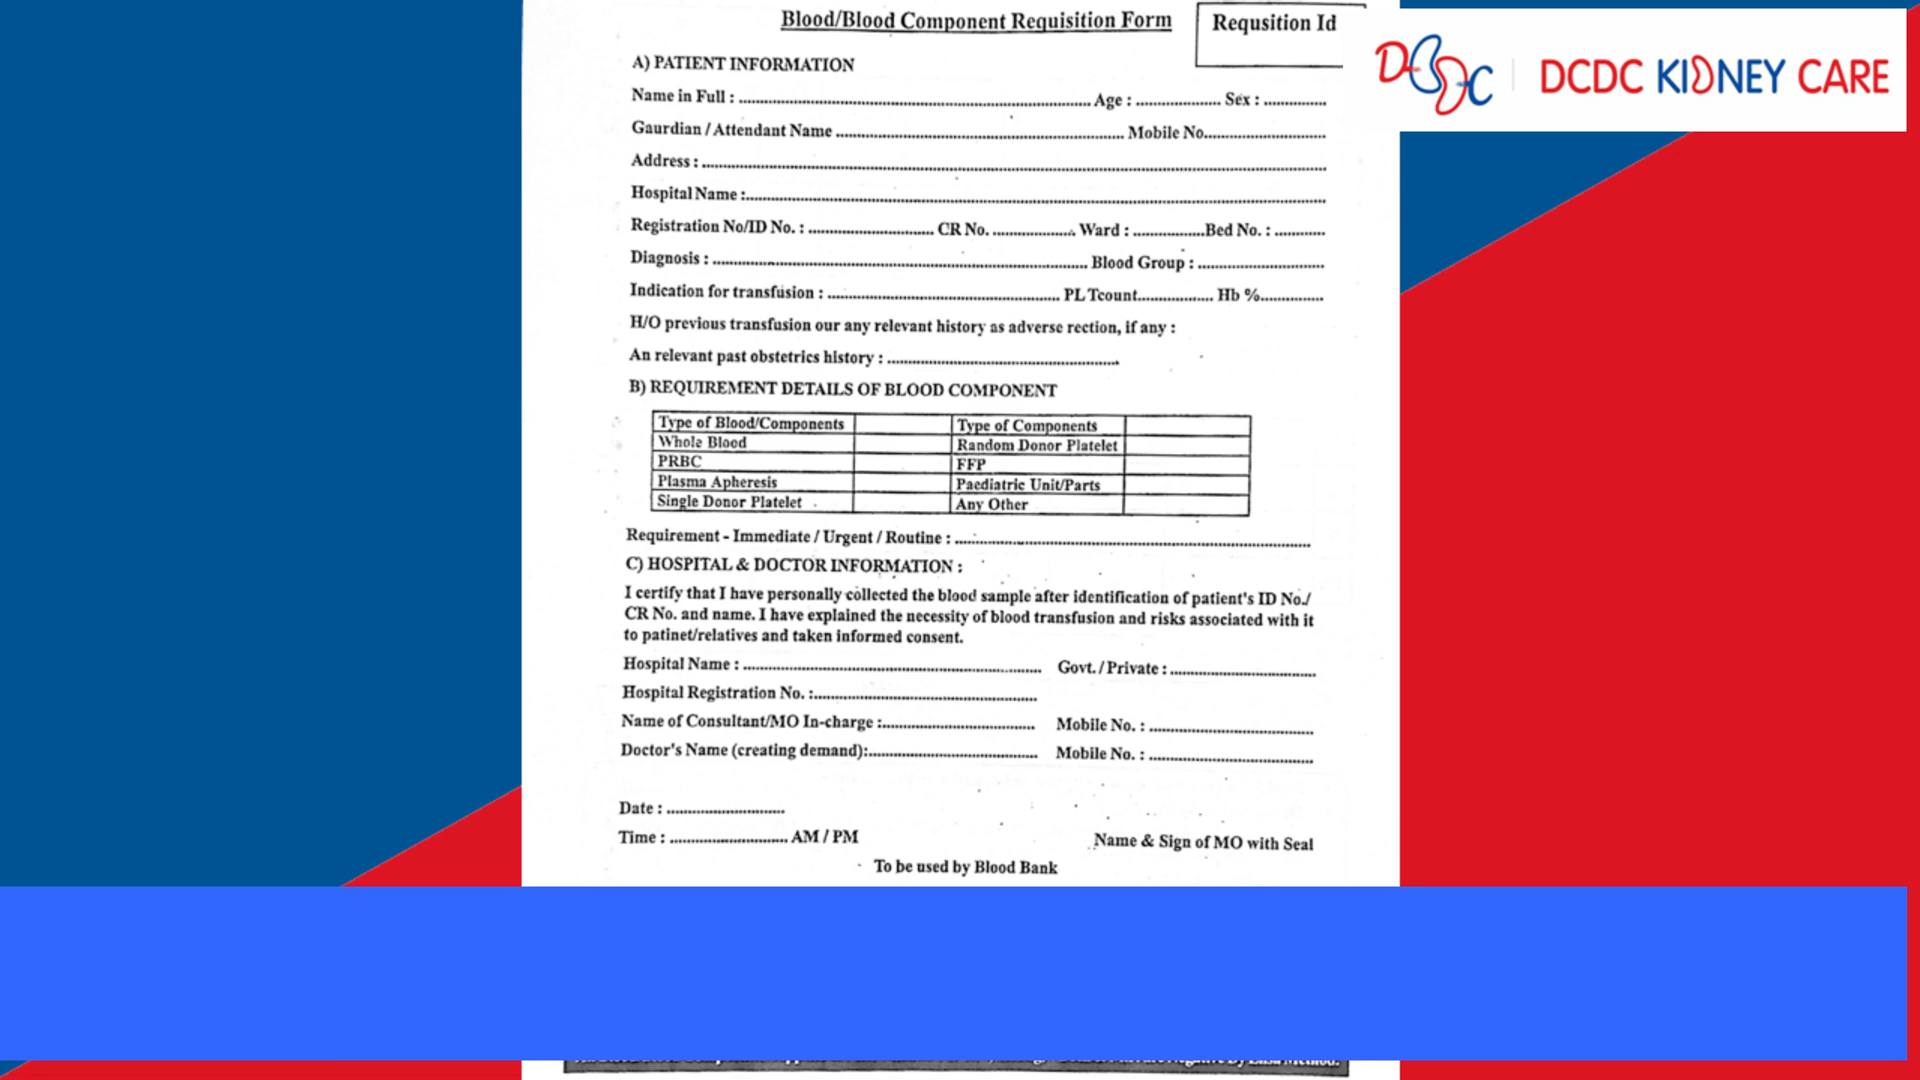 Blood/Blood Component Requisition Form
Requsition Id
DCDC KIDNEY CARE
A) PATIENT INFORMATION
Name in Full : ............ Age : ............ Sex : ............
Gaurdian / Attendant Name ............ Mobile No............
Address : ............
Hospital Name :............
Registration No/ID No. : ............ CR No. ............ Ward : ............Bed No. : ............
Diagnosis : ............ Blood Group : ............
Indication for transfusion : ............ PL Tcount............ Hb %............
H/O previous transfusion our any relevant history as adverse rection, if any :
An relevant past obstetrics history : ............
B) REQUIREMENT DETAILS OF BLOOD COMPONENT
Type of Blood/Components Type of Components
Whole Blood Random Donor Platelet
PRBC FFP
Plasma Apheresis Paediatric Unit/Parts
Single Donor Platelet Any Other
Requirement - Immediate / Urgent / Routine : ............
C) HOSPITAL & DOCTOR INFORMATION :
I certify that I have personally collected the blood sample after identification of patient's ID No./
CR No. and name. I have explained the necessity of blood transfusion and risks associated with it
to patinet/relatives and taken informed consent.
Hospital Name : ............ Govt. / Private : ............
Hospital Registration No. :............
Name of Consultant/MO In-charge :............ Mobile No. : ............
Doctor's Name (creating demand):............ Mobile No. : ............
Date : ............
Time : ............ AM / PM
Name & Sign of MO with Seal
To be used by Blood Bank